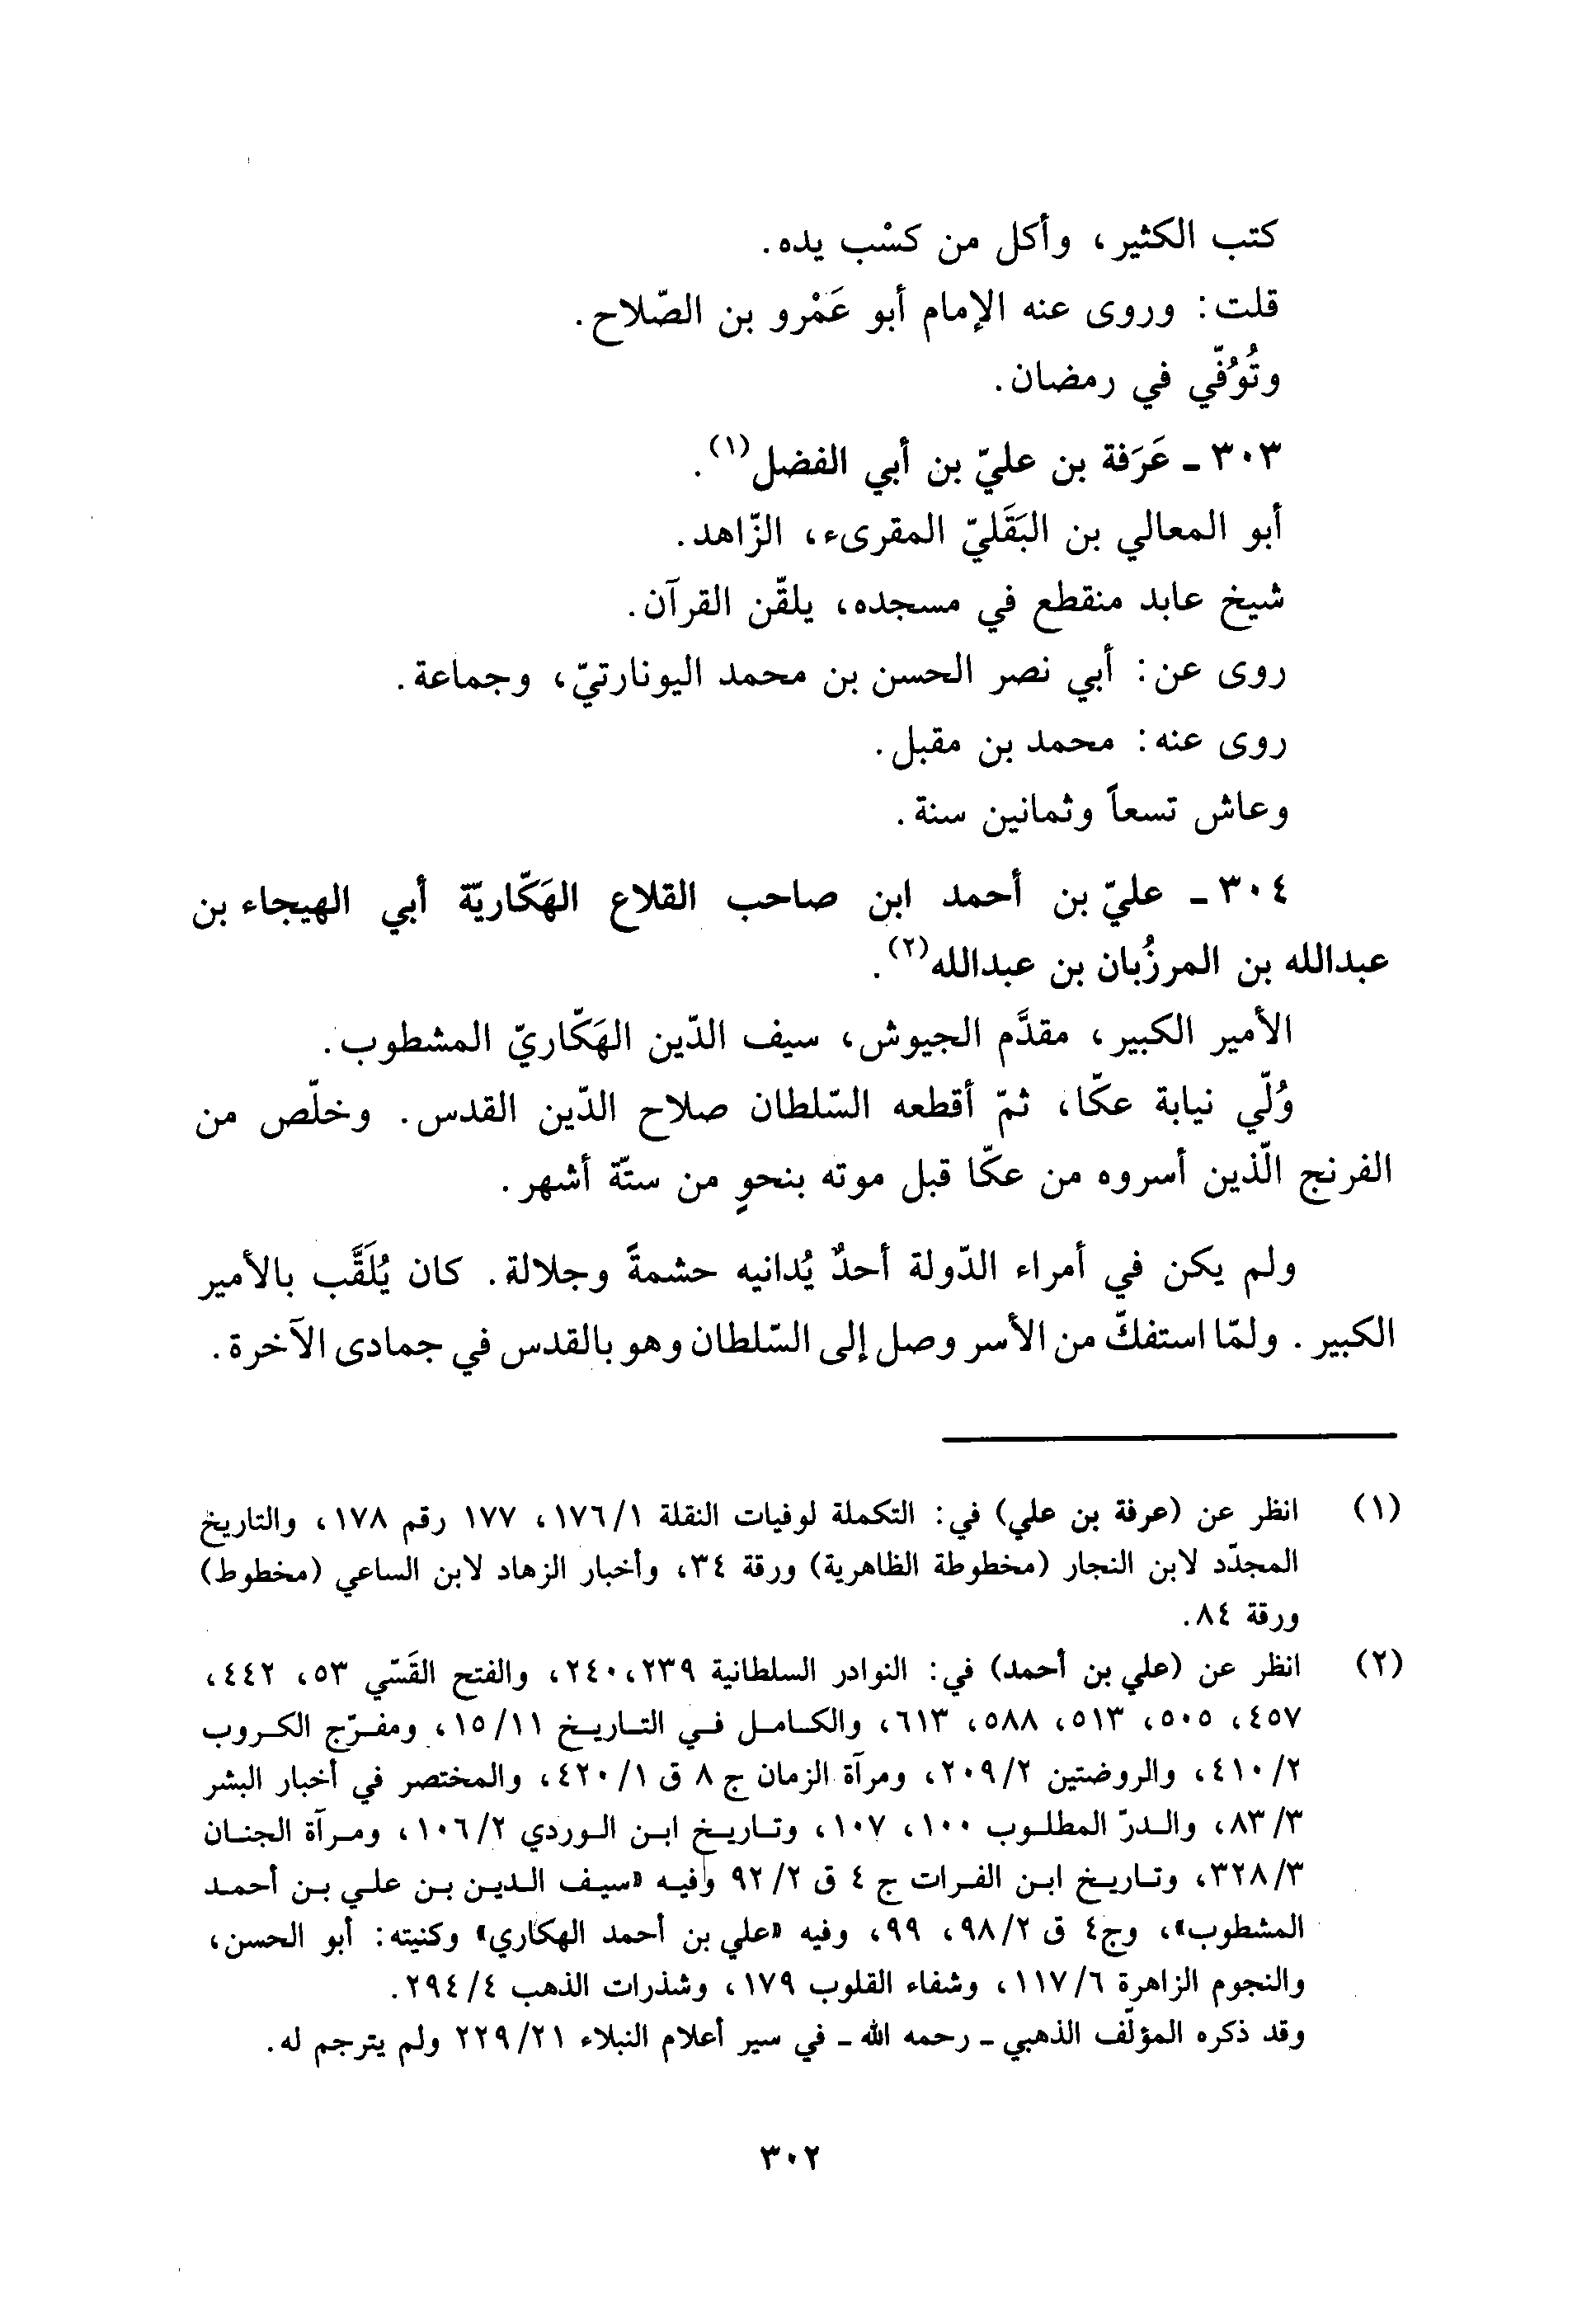 كتب الكثير، وأكل من كسْب يده.
قلت: وروى عنه الإمام أبو عَمْرو بن الصّلاح.
وتُوُفّي في رمضان.
٣٠٣ ـ عَرَفة بن عليّ بن أبي الفضل(١).
أبو المعالي بن البَقَليّ المقرىء، الزّاهد.
شيخ عابد منقطع في مسجده، يلقّن القرآن.
روى عن: أبي نصر الحسن بن محمد اليونارتيّ، وجماعة.
روى عنه: محمد بن مقبل.
وعاش تسعاً وثمانين سنة.
٣٠٤ ـ عليّ بن أحمد ابن صاحب القلاع الهَكّاريّة أبي الهيجاء بن
عبدالله بن المرزُبان بن عبدالله(٢).
الأمير الكبير، مقدَّم الجيوش، سيف الدّين الهَكّاريّ المشطوب.
وُلّي نيابة عكّا، ثمّ أقطعه السّلطان صلاح الدّين القدس. وخلّص من
الفرنج الّذين أسروه من عكّا قبل موته بنحوٍ من ستّة أشهر.
ولم يكن في أمراء الدّولة أحدٌ يُدانيه حشمةً وجلالة. كان يُلَقَّب بالأمير
الكبير. ولمّا استفكّ من الأسر وصل إلى السّلطان وهو بالقدس في جمادى الآخرة.
(١) انظر عن (عرفة بن علي) في: التكملة لوفيات النقلة ١٧٦/١، ١٧٧ رقم ١٧٨، والتاريخ
المجدّد لابن النجار (مخطوطة الظاهرية) ورقة ٣٤، وأخبار الزهاد لابن الساعي (مخطوط)
ورقة ٨٤.
(٢) انظر عن (علي بن أحمد) في: النوادر السلطانية ٢٣٩، ٢٤٠، والفتح القَسّي ٥٣، ٤٤٢،
٤٥٧، ٥٠٥، ٥١٣، ٥٨٨، ٦١٣، والكامل في التاريخ ١٥/١١، ومفرّج الكروب
٤١٠/٢، والروضتين ٢٠٩/٢، ومرآة الزمان ج ٨ ق ٤٢٠/١، والمختصر في أخبار البشر
٨٣/٣، والدرّ المطلوب ١٠٠، ١٠٧، وتاريخ ابن الوردي ١٠٦/٢، ومرآة الجنان
٣٢٨/٣، وتاريخ ابن الفرات ج ٤ ق ٩٢/٢ وفيه «سيف الدين بن علي بن أحمد
المشطوب»، وج٤ ق ٩٨/٢، ٩٩، وفيه «علي بن أحمد الهكاري» وكنيته: أبو الحسن،
والنجوم الزاهرة ١١٧/٦، وشفاء القلوب ١٧٩، وشذرات الذهب ٢٩٤/٤.
وقد ذكره المؤلّف الذهبي ـ رحمه الله ـ في سير أعلام النبلاء ٢٢٩/٢١ ولم يترجم له.
٣٠٢